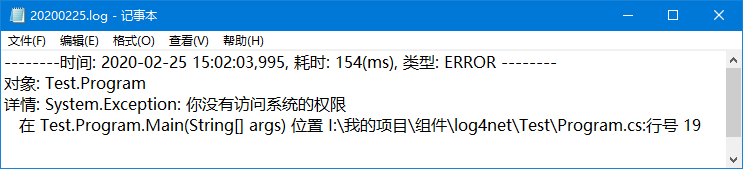 20200225.log - 记事本
文件(F) 编辑(E) 格式(O) 查看(V) 帮助(H)
--------时间: 2020-02-25 15:02:03,995, 耗时: 154(ms), 类型: ERROR --------
对象: Test.Program
详情: System.Exception: 你没有访问系统的权限
   在 Test.Program.Main(String[] args) 位置 I:\我的项目\组件\log4net\Test\Program.cs:行号 19